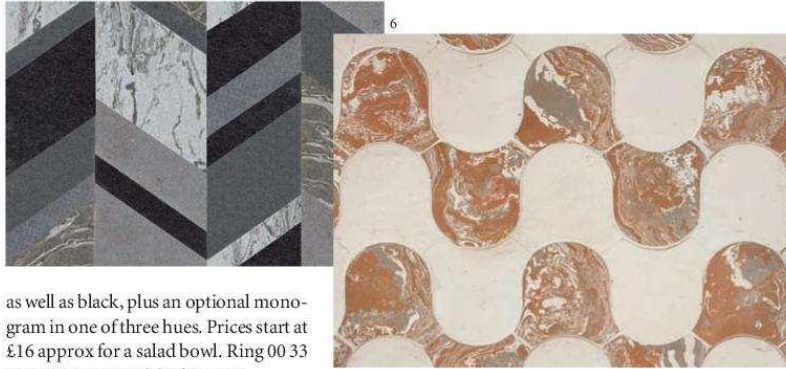 6
as well as black, plus an optional mono-
gram in one of three hues. Prices start at
£16 approx for a salad bowl. Ring 00 33